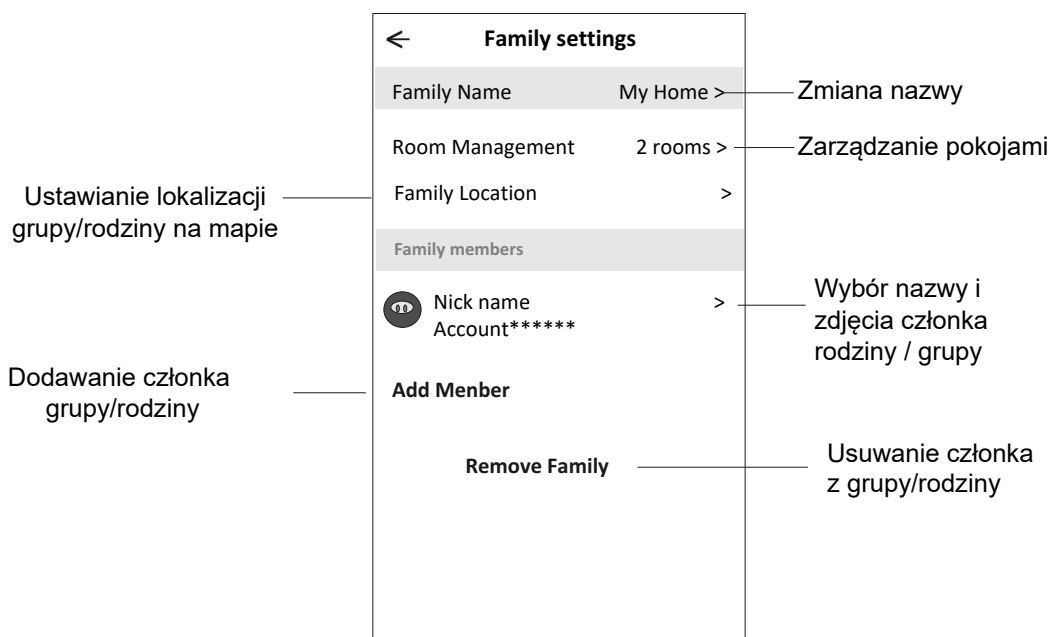 ← Family settings
Family Name My Home >
Zmiana nazwy
Room Management 2 rooms >
Zarządzanie pokojami
Family Location >
Ustawianie lokalizacji
grupy/rodziny na mapie
Family members
Nick name >
Account******
Wybór nazwy i
zdjęcia członka
rodziny / grupy
Dodawanie członka
grupy/rodziny
Add Menber
Remove Family
Usuwanie członka
z grupy/rodziny